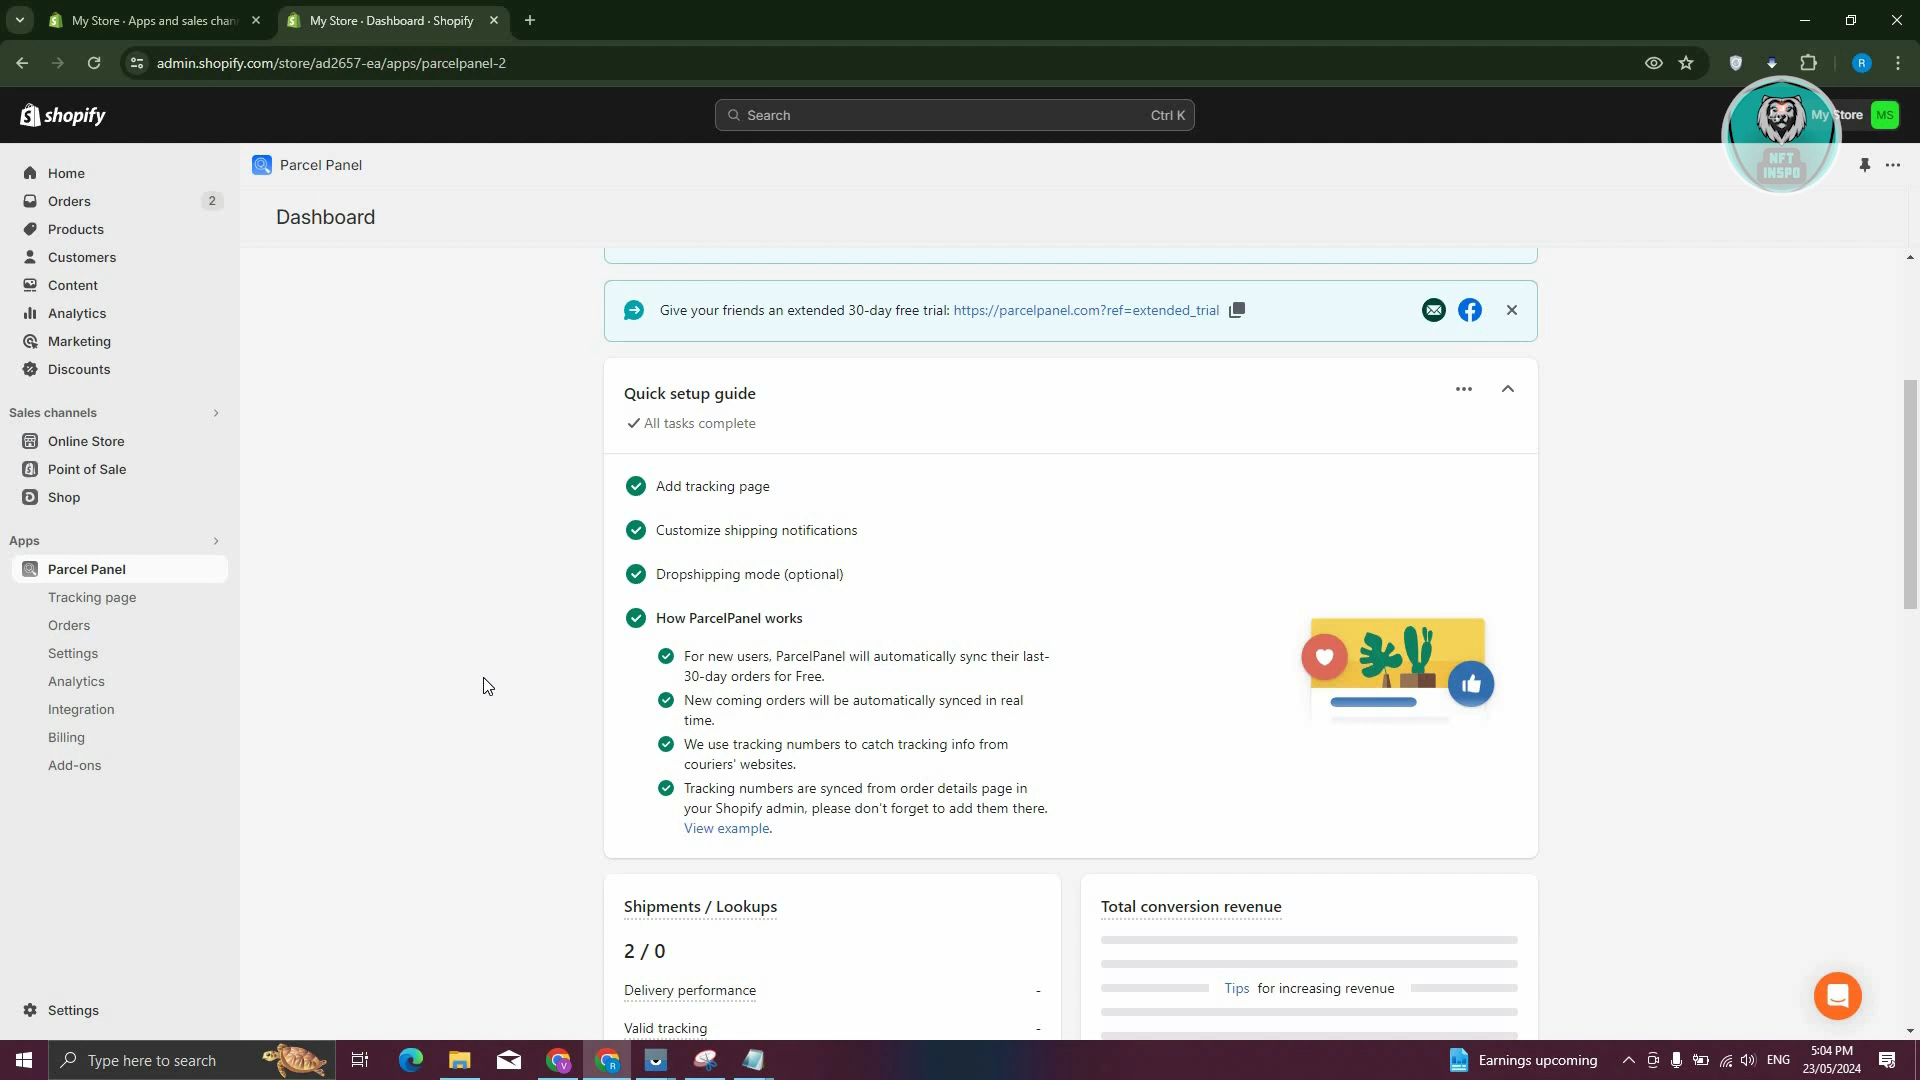 My Store · Apps and sales chan
My Store · Dashboard · Shopify
admin.shopify.com/store/ad2657-ea/apps/parcelpanel-2
R
shopify
Search
Ctrl K
My Store
MS
NFT
INSPO
Home
Orders
2
Products
Customers
Content
Analytics
Marketing
Discounts
Sales channels
Online Store
Point of Sale
Shop
Apps
Parcel Panel
Tracking page
Orders
Settings
Analytics
Integration
Billing
Add-ons
Settings
Parcel Panel
Dashboard
Give your friends an extended 30-day free trial: https://parcelpanel.com?ref=extended_trial
Quick setup guide
All tasks complete
Add tracking page
Customize shipping notifications
Dropshipping mode (optional)
How ParcelPanel works
For new users, ParcelPanel will automatically sync their last-
30-day orders for Free.
New coming orders will be automatically synced in real
time.
We use tracking numbers to catch tracking info from
couriers' websites.
Tracking numbers are synced from order details page in
your Shopify admin, please don't forget to add them there.
View example.
Shipments / Lookups
2 / 0
Delivery performance
-
Valid tracking
-
Total conversion revenue
Tips for increasing revenue
Type here to search
V
R
Earnings upcoming
ENG
5:04 PM
23/05/2024